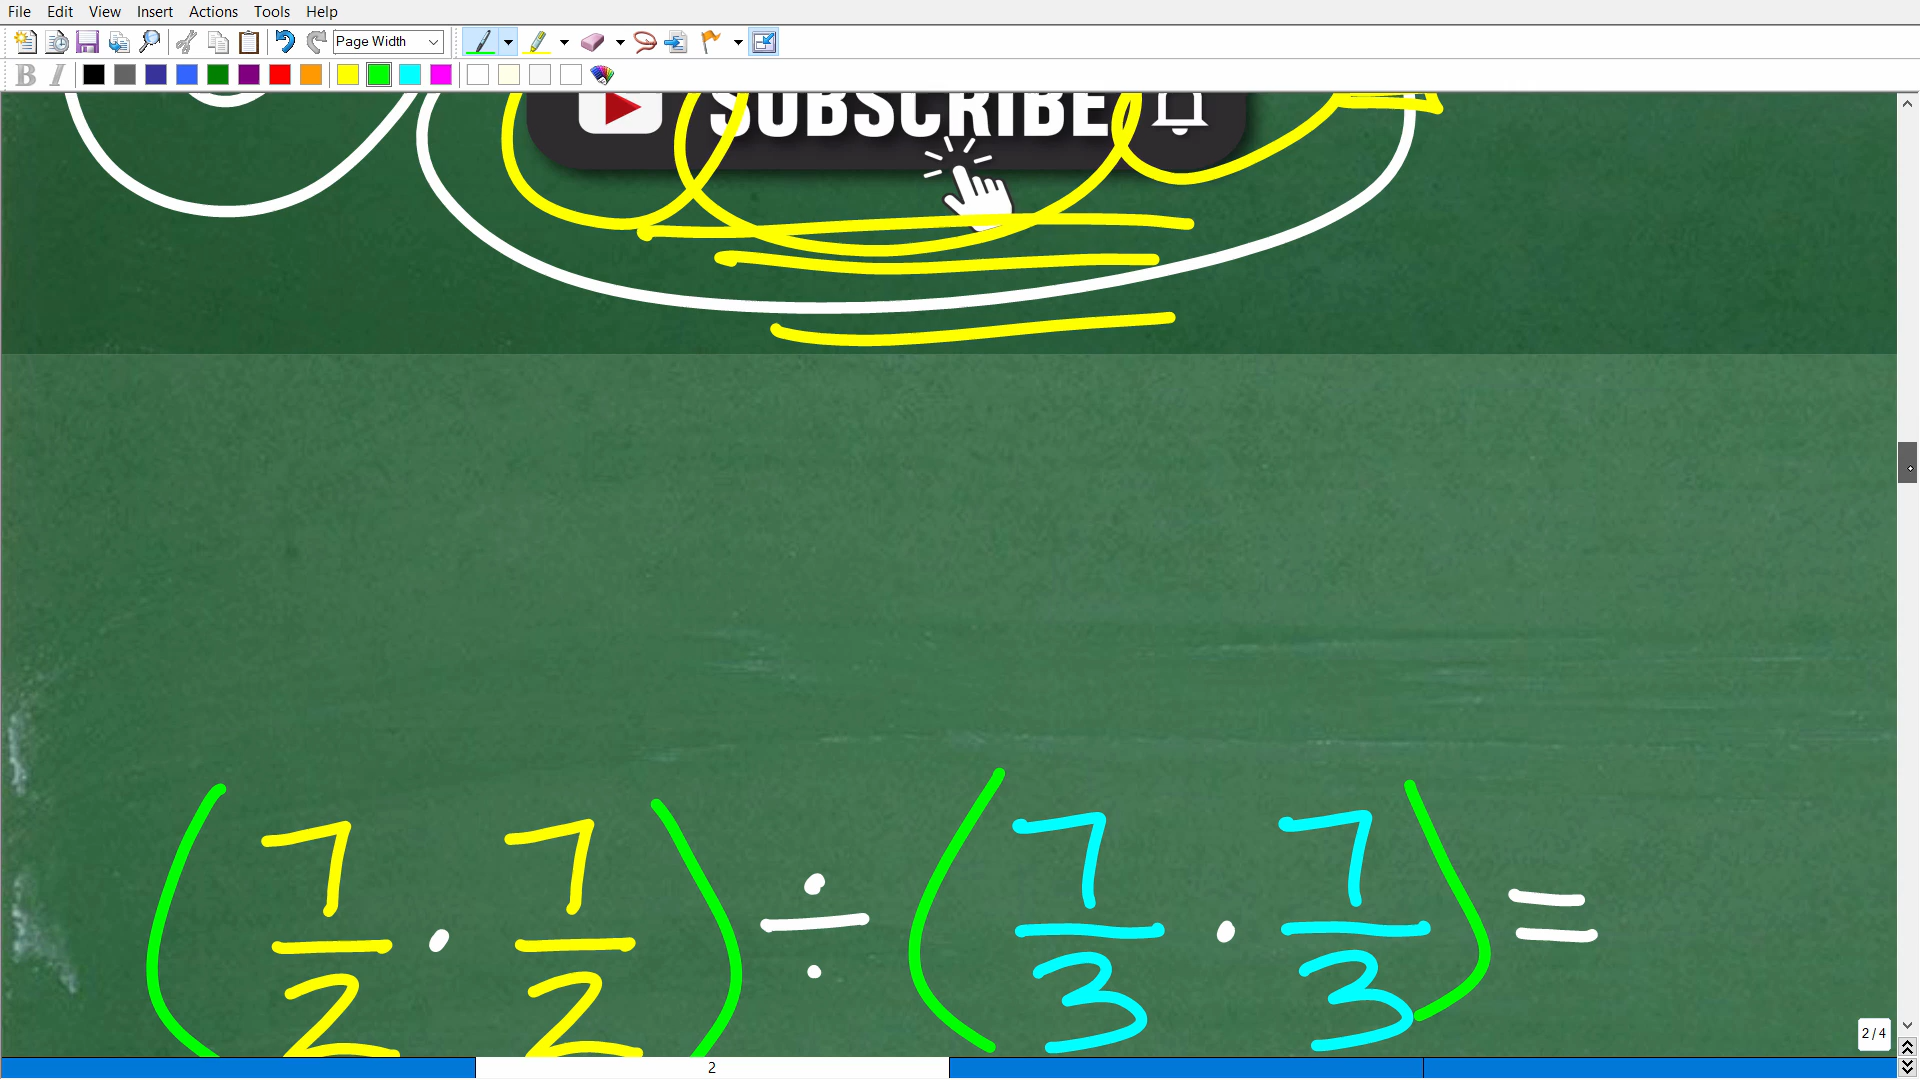 File Edit View Insert Actions Tools Help
Page Width
B I
SUBSCRIBE
(7/2 · 7/2) ÷ (7/3 · 7/3) =
2 / 4
2